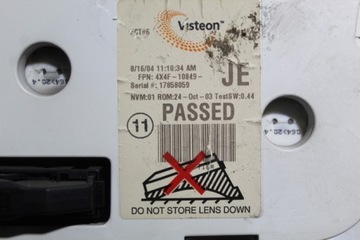 Visteon
8/16/04 11:10:34 AM
FPN: 4X4F - 10849-
JE
Serial #: 17858059
NVM:01 ROM:24-Oct-03 TestSW:0.44
PASSED
11
DO NOT STORE LENS DOWN